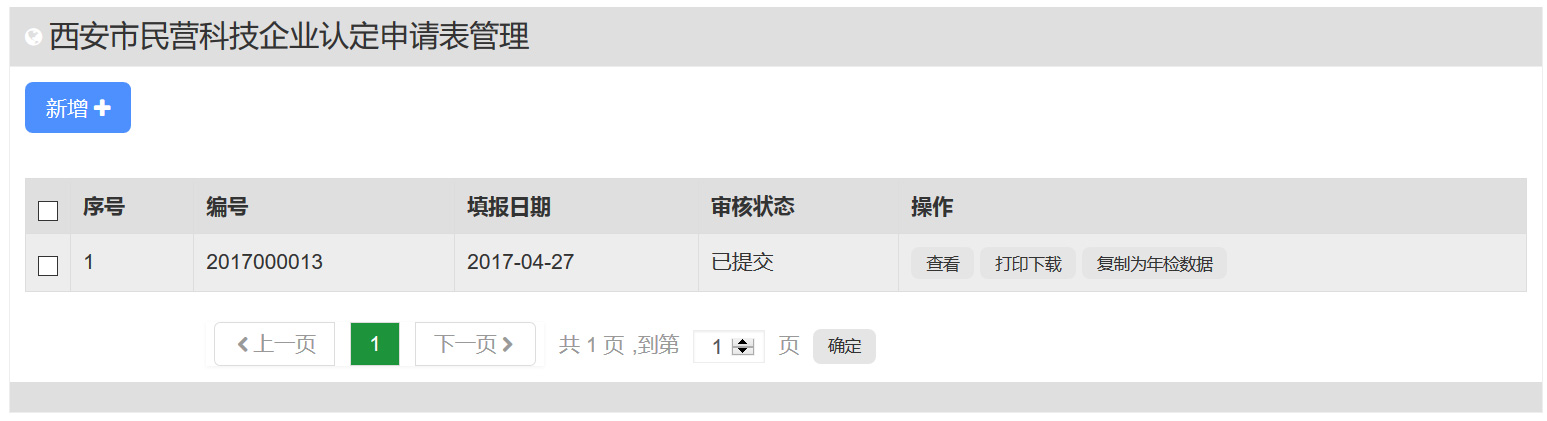 西安市民营科技企业认定申请表管理
新增
序号 编号 填报日期 审核状态 操作
1 2017000013 2017-04-27 已提交 查看 打印下载 复制为年检数据
上一页 1 下一页 共 1 页 ,到第 1 页 确定